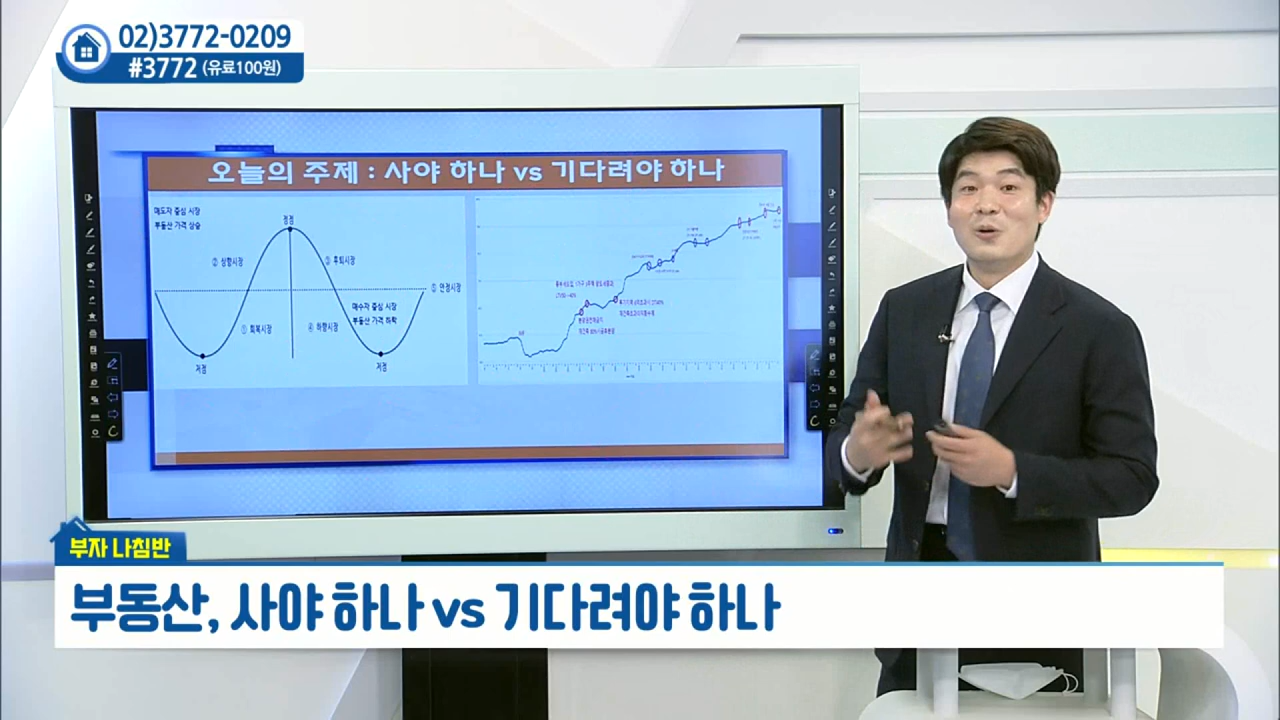 02)3772-0209
#3772 (유료100원)
오늘의 주제 : 사야 하나 vs 기다려야 하나
매도자 중심 시장
부동산 가격 상승
정점
② 상향시장
③ 후퇴시장
① 안정시장
매수자 중심 시장
부동산 가격 하락
① 회복시장
④ 하향시장
저점
저점
부자 나침반
부동산, 사야 하나 vs 기다려야 하나